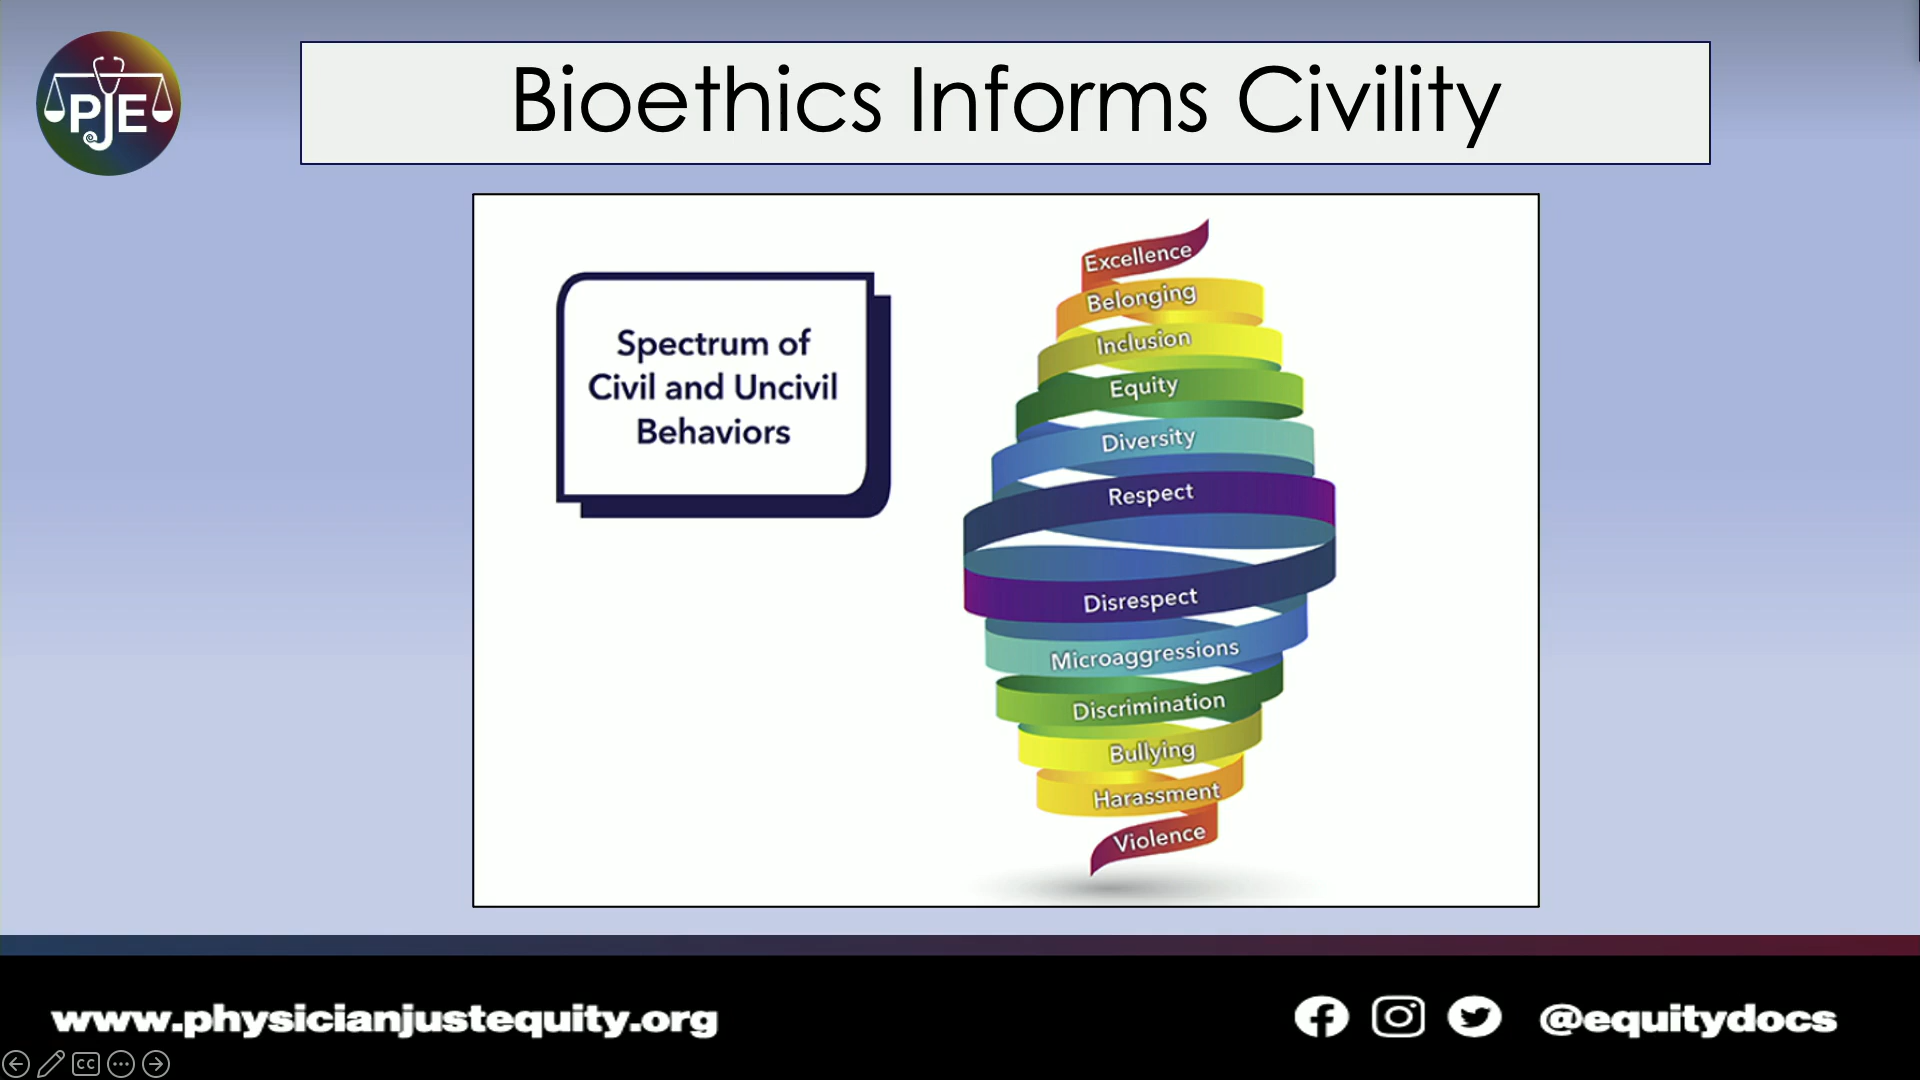 PJE
Bioethics Informs Civility
Spectrum of
Civil and Uncivil
Behaviors
Excellence
Belonging
Inclusion
Equity
Diversity
Respect
Disrespect
Microaggressions
Discrimination
Bullying
Harassment
Violence
www.physicianjustequity.org
@equitydocs
CC